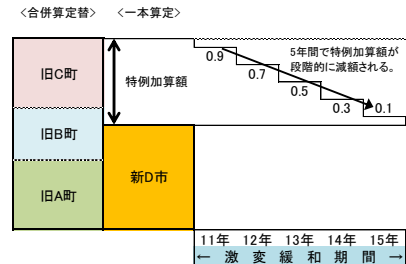 <合併算定替> <一本算定>
5年間で特例加算額が
段階的に減額される。
特例加算額
0.9
0.7
0.5
0.3
0.1
旧C町
旧B町
旧A町
新D市
11年 12年 13年 14年 15年
← 激変緩和期間 →